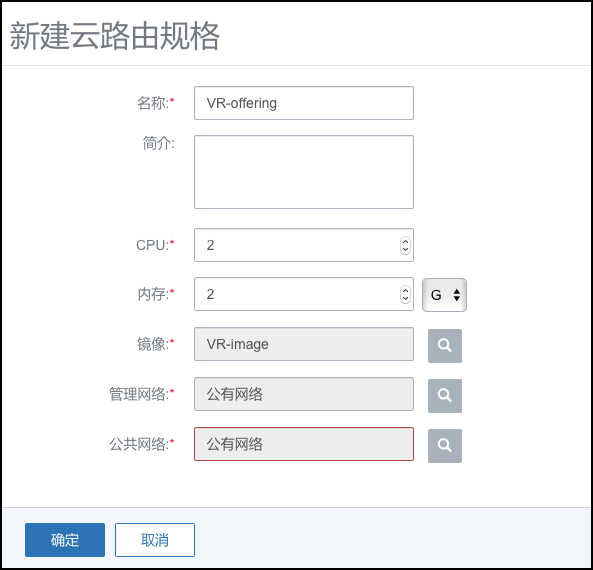 新建云路由规格
名称:* VR-offering
简介:
CPU:* 2
内存:* 2 G
镜像:* VR-image
管理网络:* 公有网络
公共网络:* 公有网络
确定 取消